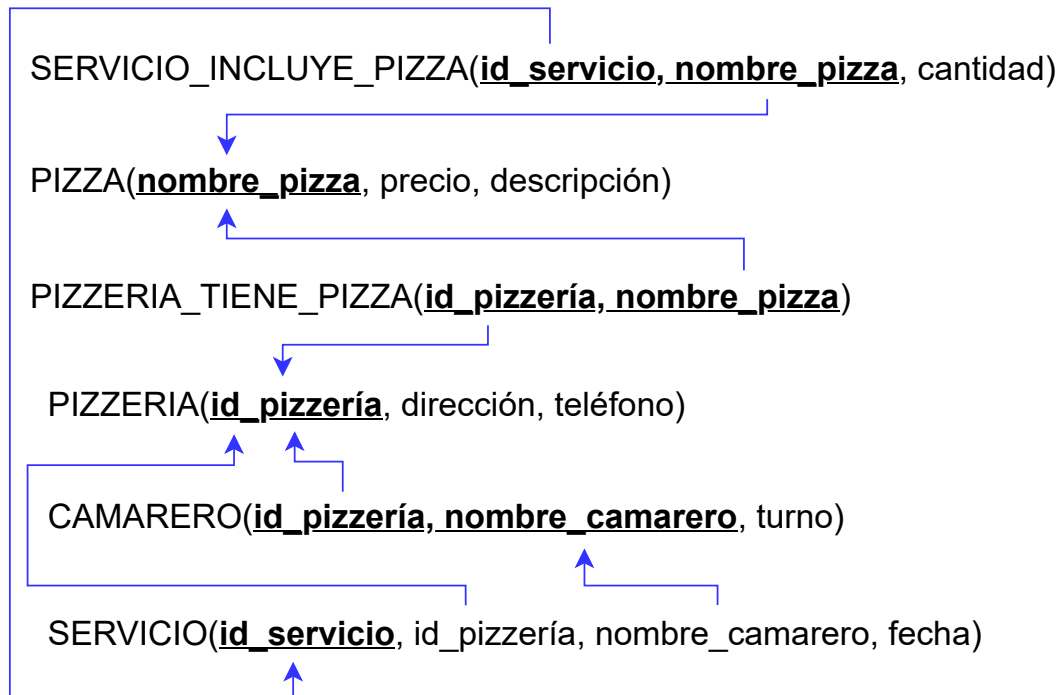 SERVICIO_INCLUYE_PIZZA(id_servicio, nombre_pizza, cantidad)
PIZZA(nombre_pizza, precio, descripción)
PIZZERIA_TIENE_PIZZA(id_pizzería, nombre_pizza)
PIZZERIA(id_pizzería, dirección, teléfono)
CAMARERO(id_pizzería, nombre_camarero, turno)
SERVICIO(id_servicio, id_pizzería, nombre_camarero, fecha)